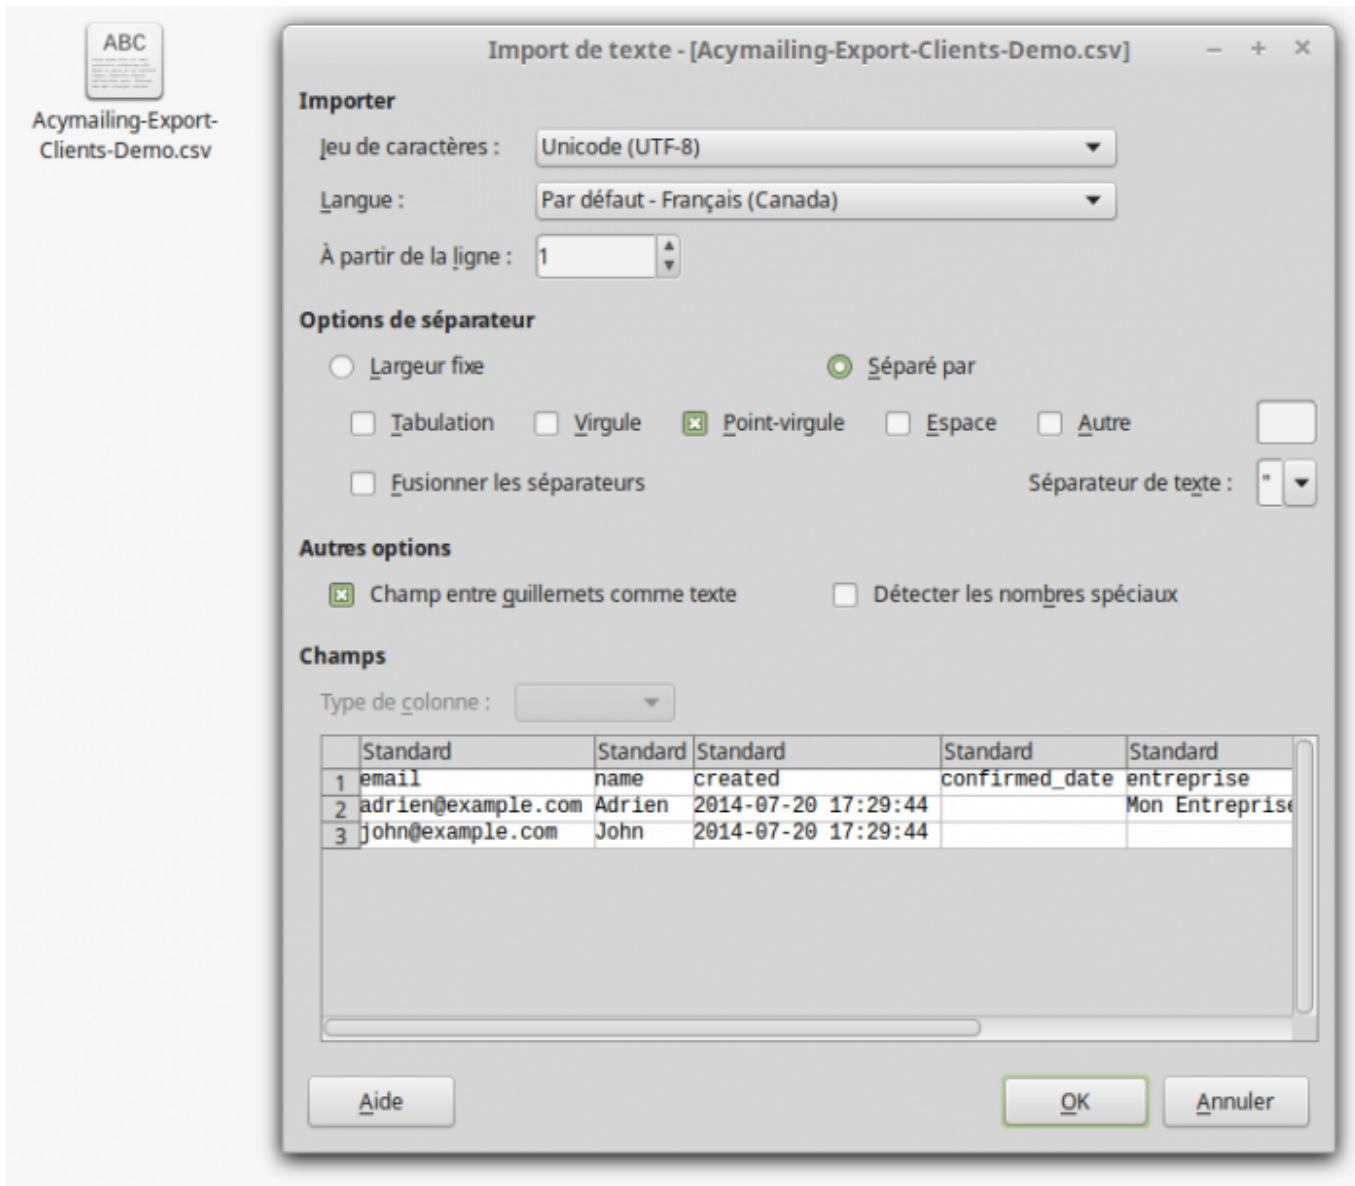 ABC
Acymailing-Export-
Clients-Demo.csv
Import de texte - [Acymailing-Export-Clients-Demo.csv]
Importer
Jeu de caractères : Unicode (UTF-8)
Langue : Par défaut - Français (Canada)
À partir de la ligne : 1
Options de séparateur
Largeur fixe Séparé par
Tabulation Virgule Point-virgule Espace Autre
Fusionner les séparateurs Séparateur de texte : "
Autres options
Champ entre guillemets comme texte Détecter les nombres spéciaux
Champs
Type de colonne :
Standard Standard Standard Standard Standard
1 email name created confirmed_date entreprise
2 adrien@example.com Adrien 2014-07-20 17:29:44 Mon Entreprise
3 john@example.com John 2014-07-20 17:29:44
Aide OK Annuler